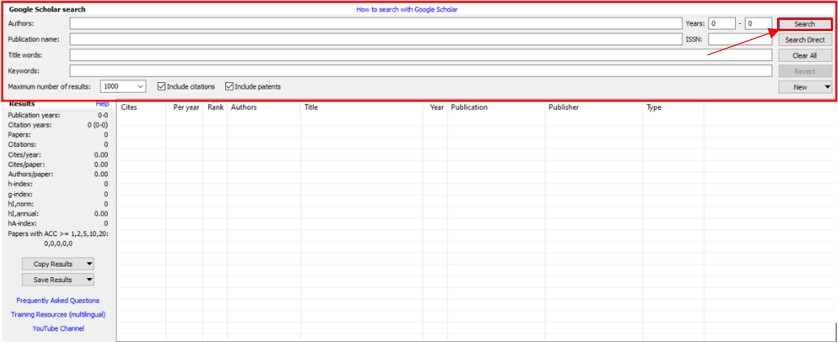 Google Scholar search How to search with Google Scholar
Authors: Years: 0 - 0 Search
Publication name: ISSN: Search Direct
Title words: Clear All
Keywords: Revert
Maximum number of results: 1000 Include citations Include patents New
Results Help Cites Per year Rank Authors Title Year Publication Publisher Type
Publication years: 0-0
Citation years: 0 (0-0)
Papers: 0
Citations: 0
Cites/year: 0.00
Cites/paper: 0.00
Authors/paper: 0.00
h-index: 0
g-index: 0
hI,norm: 0
hI,annual: 0.00
hA-index: 0
Papers with ACC >= 1,2,5,10,20:
0,0,0,0,0
Copy Results
Save Results
Frequently Asked Questions
Training Resources (multilingual)
YouTube Channel